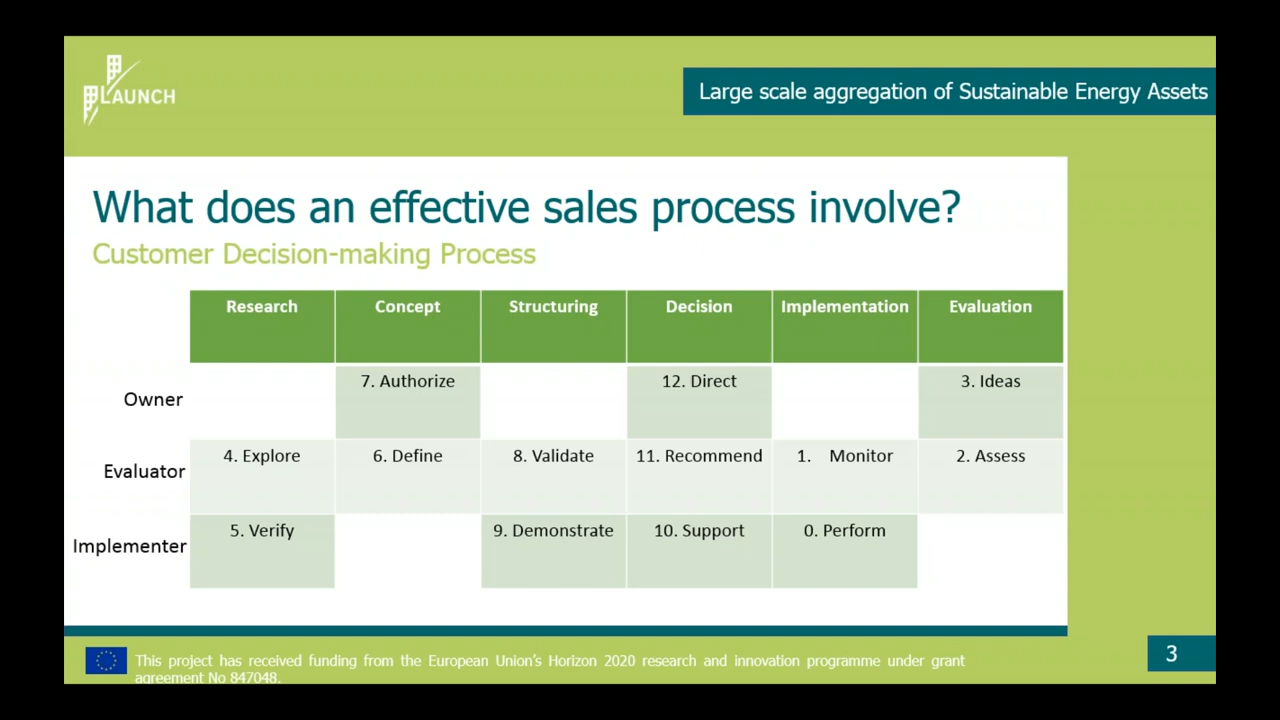 LAUNCH
Large scale aggregation of Sustainable Energy Assets
What does an effective sales process involve?
Customer Decision-making Process
Research Concept Structuring Decision Implementation Evaluation
Owner 7. Authorize 12. Direct 3. Ideas
Evaluator 4. Explore 6. Define 8. Validate 11. Recommend 1. Monitor 2. Assess
Implementer 5. Verify 9. Demonstrate 10. Support 0. Perform
This project has received funding from the European Union's Horizon 2020 research and innovation programme under grant
agreement No 847048.
3